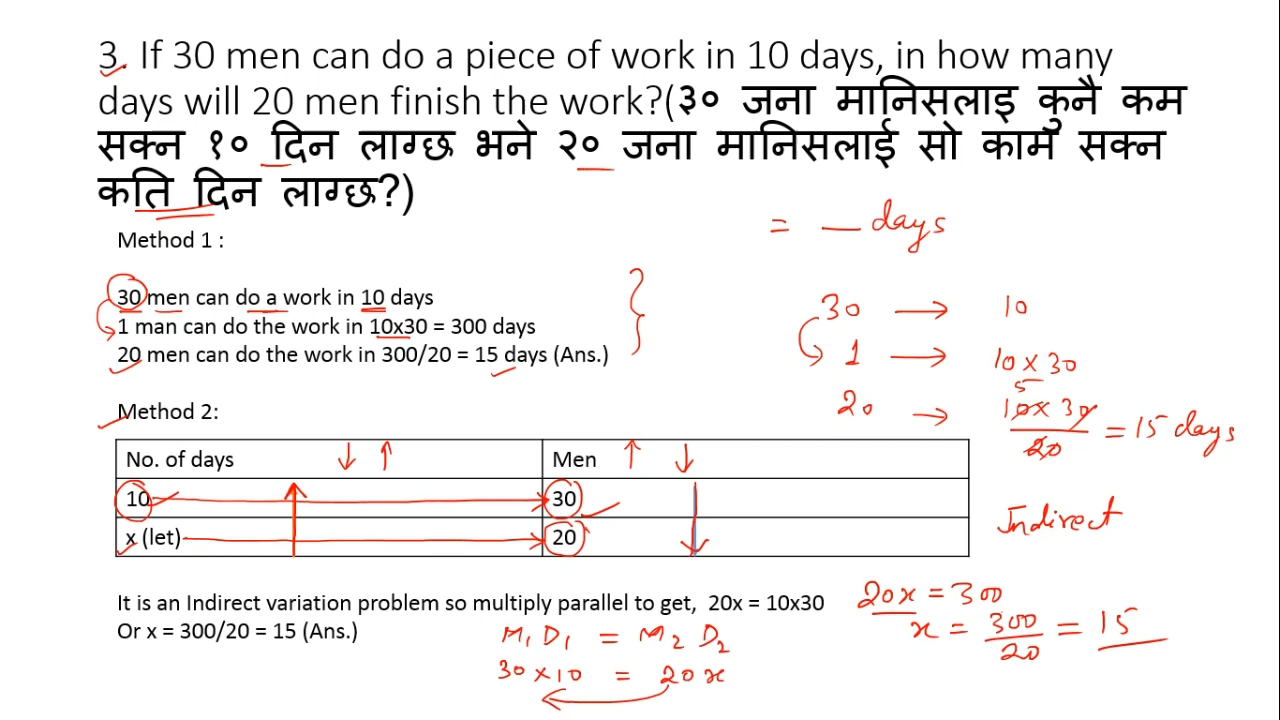 3. If 30 men can do a piece of work in 10 days, in how many
days will 20 men finish the work?(३० जना मानिसलाइ कुनै कम
सक्न १० दिन लाग्छ भने २० जना मानिसलाई सो काम सक्न
कति दिन लाग्छ?)
= __ days
Method 1 :
30 men can do a work in 10 days
1 man can do the work in 10x30 = 300 days
20 men can do the work in 300/20 = 15 days (Ans.)
30 → 10
1 → 10 x 30
5
20 → 10x 30 / 20 = 15 days
Method 2:
No. of days ↓ ↑ Men ↑ ↓
10 30
x (let) 20
Indirect
It is an Indirect variation problem so multiply parallel to get, 20x = 10x30
Or x = 300/20 = 15 (Ans.)
20x = 300
x = 300/20 = 15
M₁ D₁ = M₂ D₂
30 x 10 = 20 x